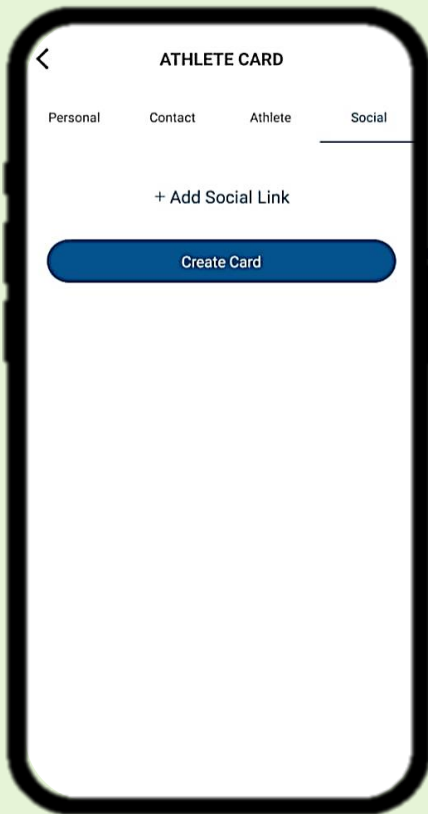 ATHLETE CARD
Personal Contact Athlete Social
+ Add Social Link
Create Card